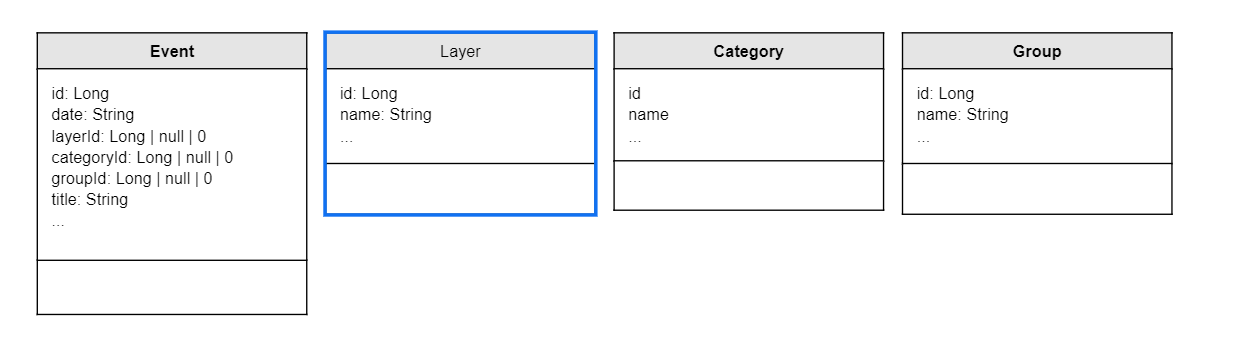 Event
id: Long
date: String
layerId: Long | null | 0
categoryId: Long | null | 0
groupId: Long | null | 0
title: String
...
Layer
id: Long
name: String
...
Category
id
name
...
Group
id: Long
name: String
...